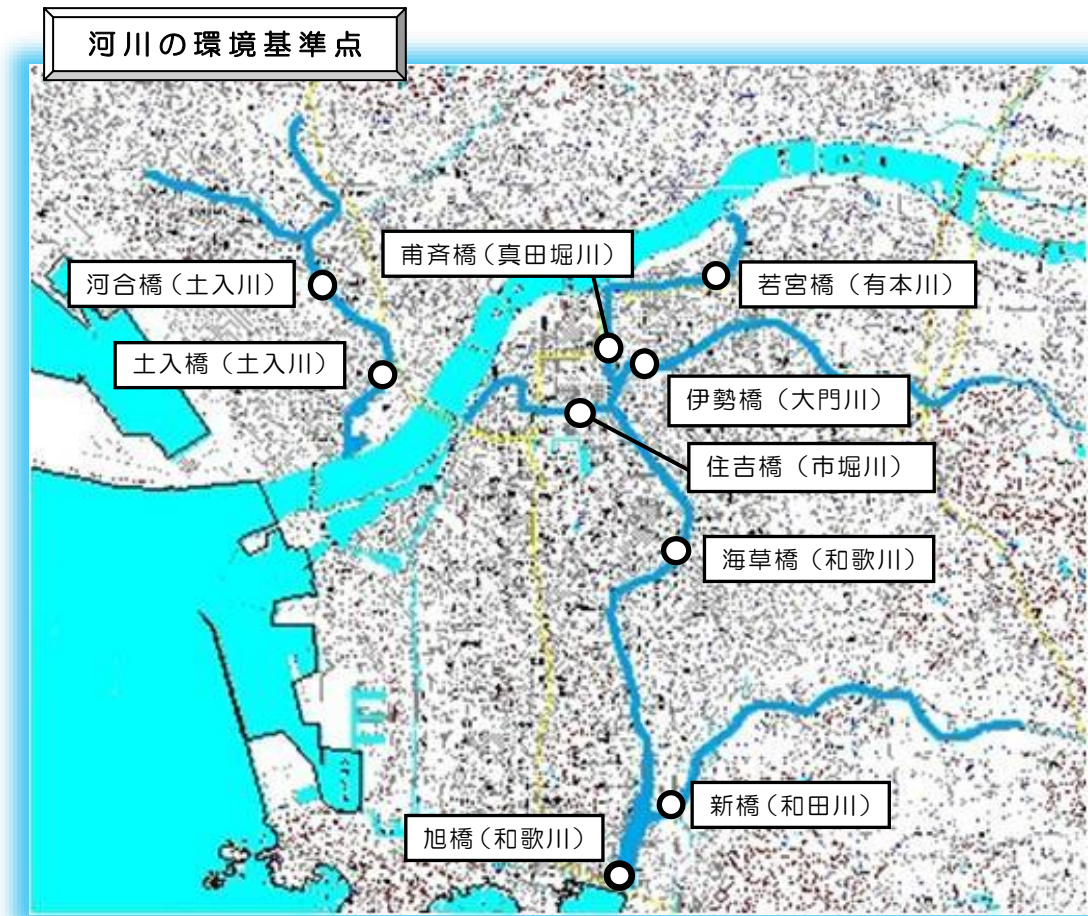 河川の環境基準点
甫斉橋（真田堀川）
河合橋（土入川）
若宮橋（有本川）
土入橋（土入川）
伊勢橋（大門川）
住吉橋（市堀川）
海草橋（和歌川）
新橋（和田川）
旭橋（和歌川）